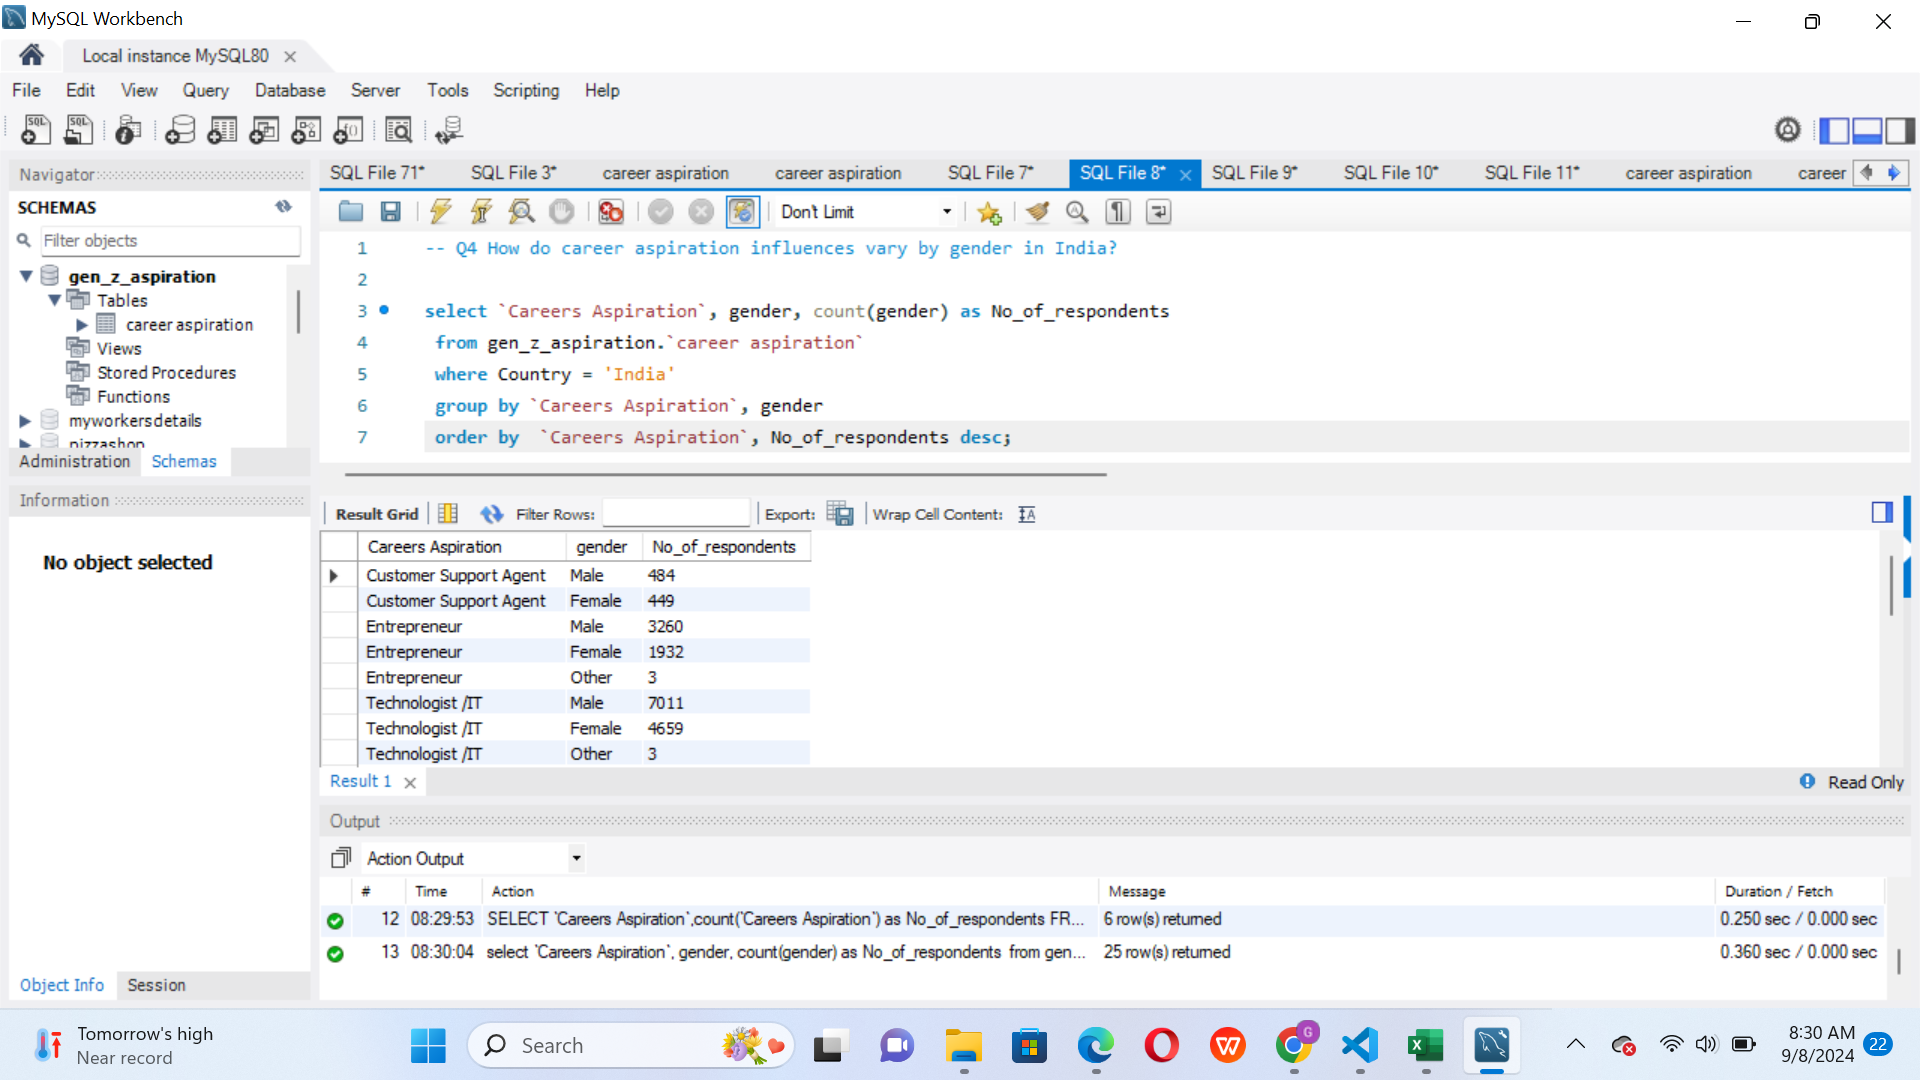 MySQL Workbench
Local instance MySQL80
File Edit View Query Database Server Tools Scripting Help
Navigator
SCHEMAS
Filter objects
gen_z_aspiration
Tables
career aspiration
Views
Stored Procedures
Functions
myworkersdetails
pizzashop
Administration Schemas
Information
No object selected
Object Info Session
SQL File 71* SQL File 3* career aspiration career aspiration SQL File 7* SQL File 8* SQL File 9* SQL File 10* SQL File 11* career aspiration career
Don't Limit
1 -- Q4 How do career aspiration influences vary by gender in India?
2
3 select `Careers Aspiration`, gender, count(gender) as No_of_respondents
4 from gen_z_aspiration.`career aspiration`
5 where Country = 'India'
6 group by `Careers Aspiration`, gender
7 order by `Careers Aspiration`, No_of_respondents desc;
Result Grid Filter Rows: Export: Wrap Cell Content:
Careers Aspiration gender No_of_respondents
Customer Support Agent Male 484
Customer Support Agent Female 449
Entrepreneur Male 3260
Entrepreneur Female 1932
Entrepreneur Other 3
Technologist /IT Male 7011
Technologist /IT Female 4659
Technologist /IT Other 3
Result 1 Read Only
Output
Action Output
# Time Action Message Duration / Fetch
12 08:29:53 SELECT `Careers Aspiration`,count(`Careers Aspiration`) as No_of_respondents FR... 6 row(s) returned 0.250 sec / 0.000 sec
13 08:30:04 select `Careers Aspiration`, gender, count(gender) as No_of_respondents from gen... 25 row(s) returned 0.360 sec / 0.000 sec
Tomorrow's high
Near record
Search
8:30 AM
9/8/2024
22